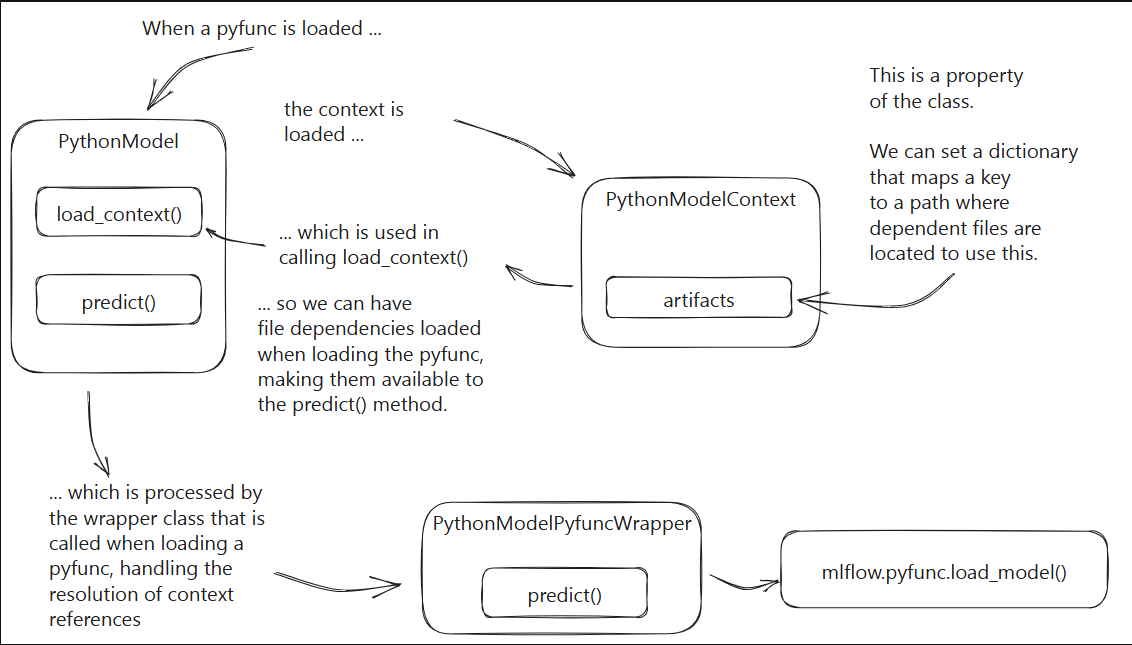 When a pyfunc is loaded ...
PythonModel
load_context()
predict()
the context is
loaded ...
PythonModelContext
artifacts
This is a property
of the class.
We can set a dictionary
that maps a key
to a path where
dependent files are
located to use this.
... which is used in
calling load_context()
... so we can have
file dependencies loaded
when loading the pyfunc,
making them available to
the predict() method.
... which is processed by
the wrapper class that is
called when loading a
pyfunc, handling the
resolution of context
references
PythonModelPyfuncWrapper
predict()
mlflow.pyfunc.load_model()